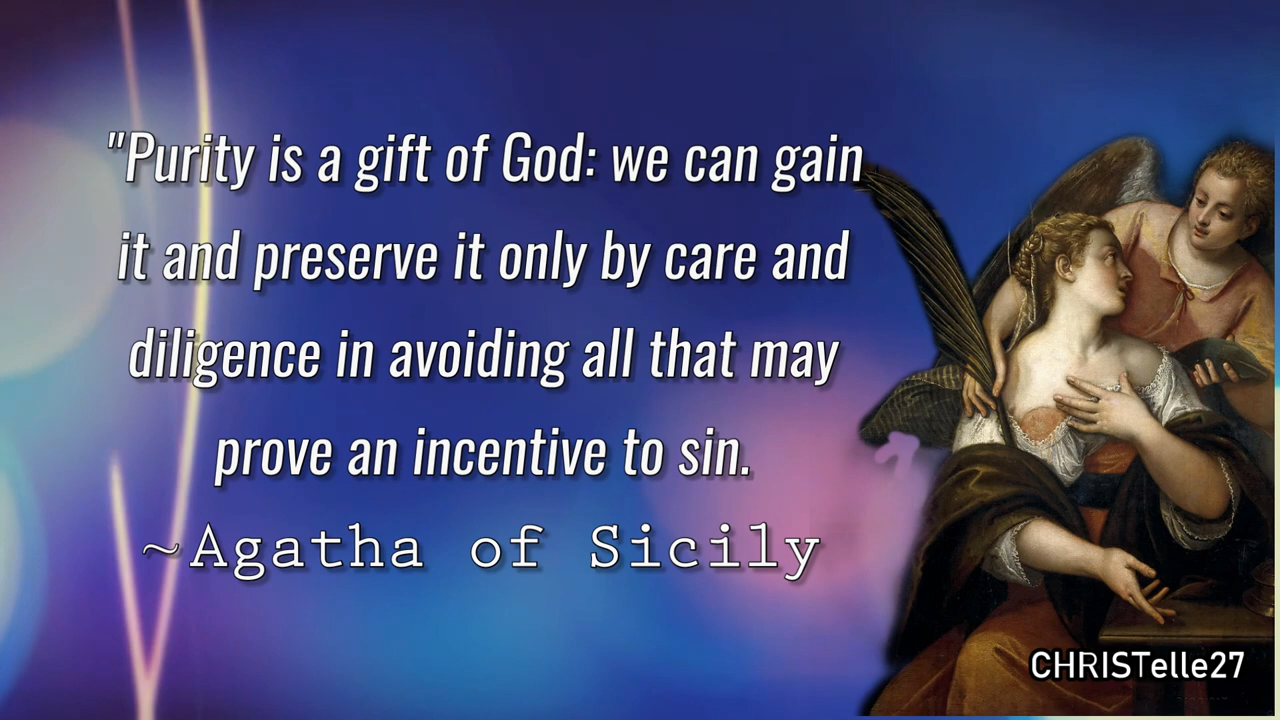 "Purity is a gift of God: we can gain
it and preserve it only by care and
diligence in avoiding all that may
prove an incentive to sin.
~Agatha of Sicily
CHRISTelle27